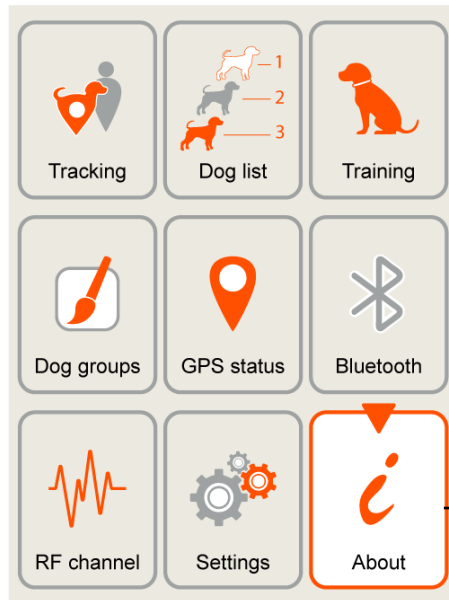 1
2
3
Tracking
Dog list
Training
Dog groups
GPS status
Bluetooth
RF channel
Settings
i
About